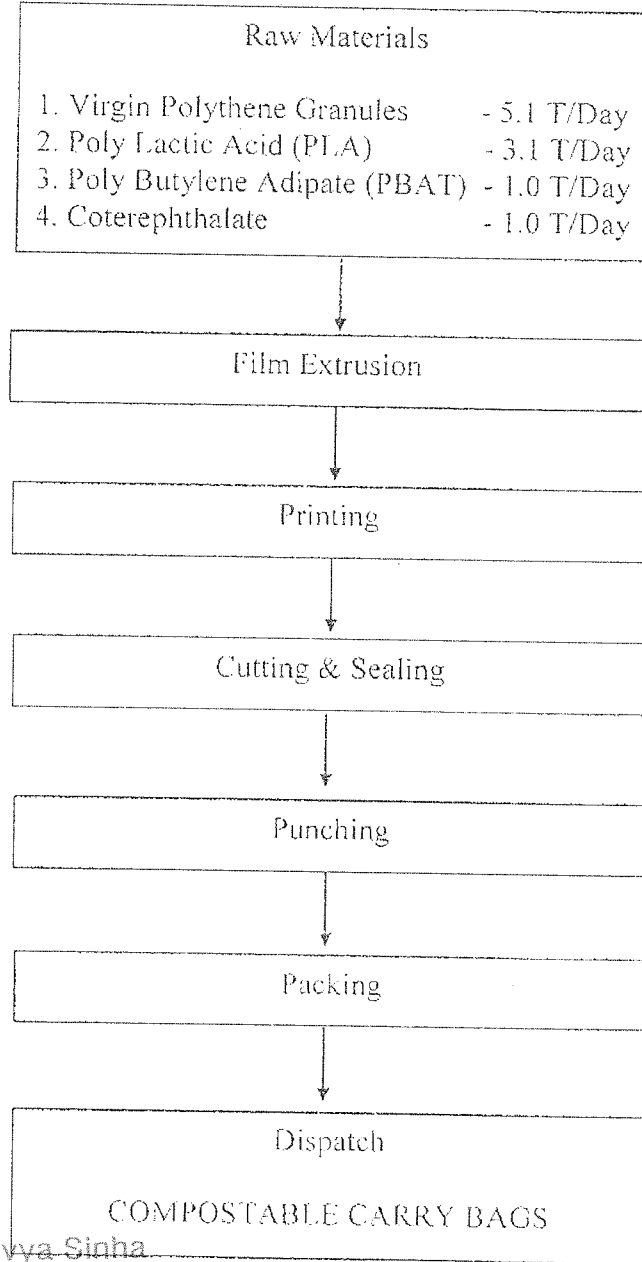 Raw Materials
1. Virgin Polythene Granules - 5.1 T/Day
2. Poly Lactic Acid (PLA) - 3.1 T/Day
3. Poly Butylene Adipate (PBAT) - 1.0 T/Day
4. Coterephthalate - 1.0 T/Day
Film Extrusion
Printing
Cutting & Sealing
Punching
Packing
Dispatch
COMPOSTABLE CARRY BAGS
Sinha